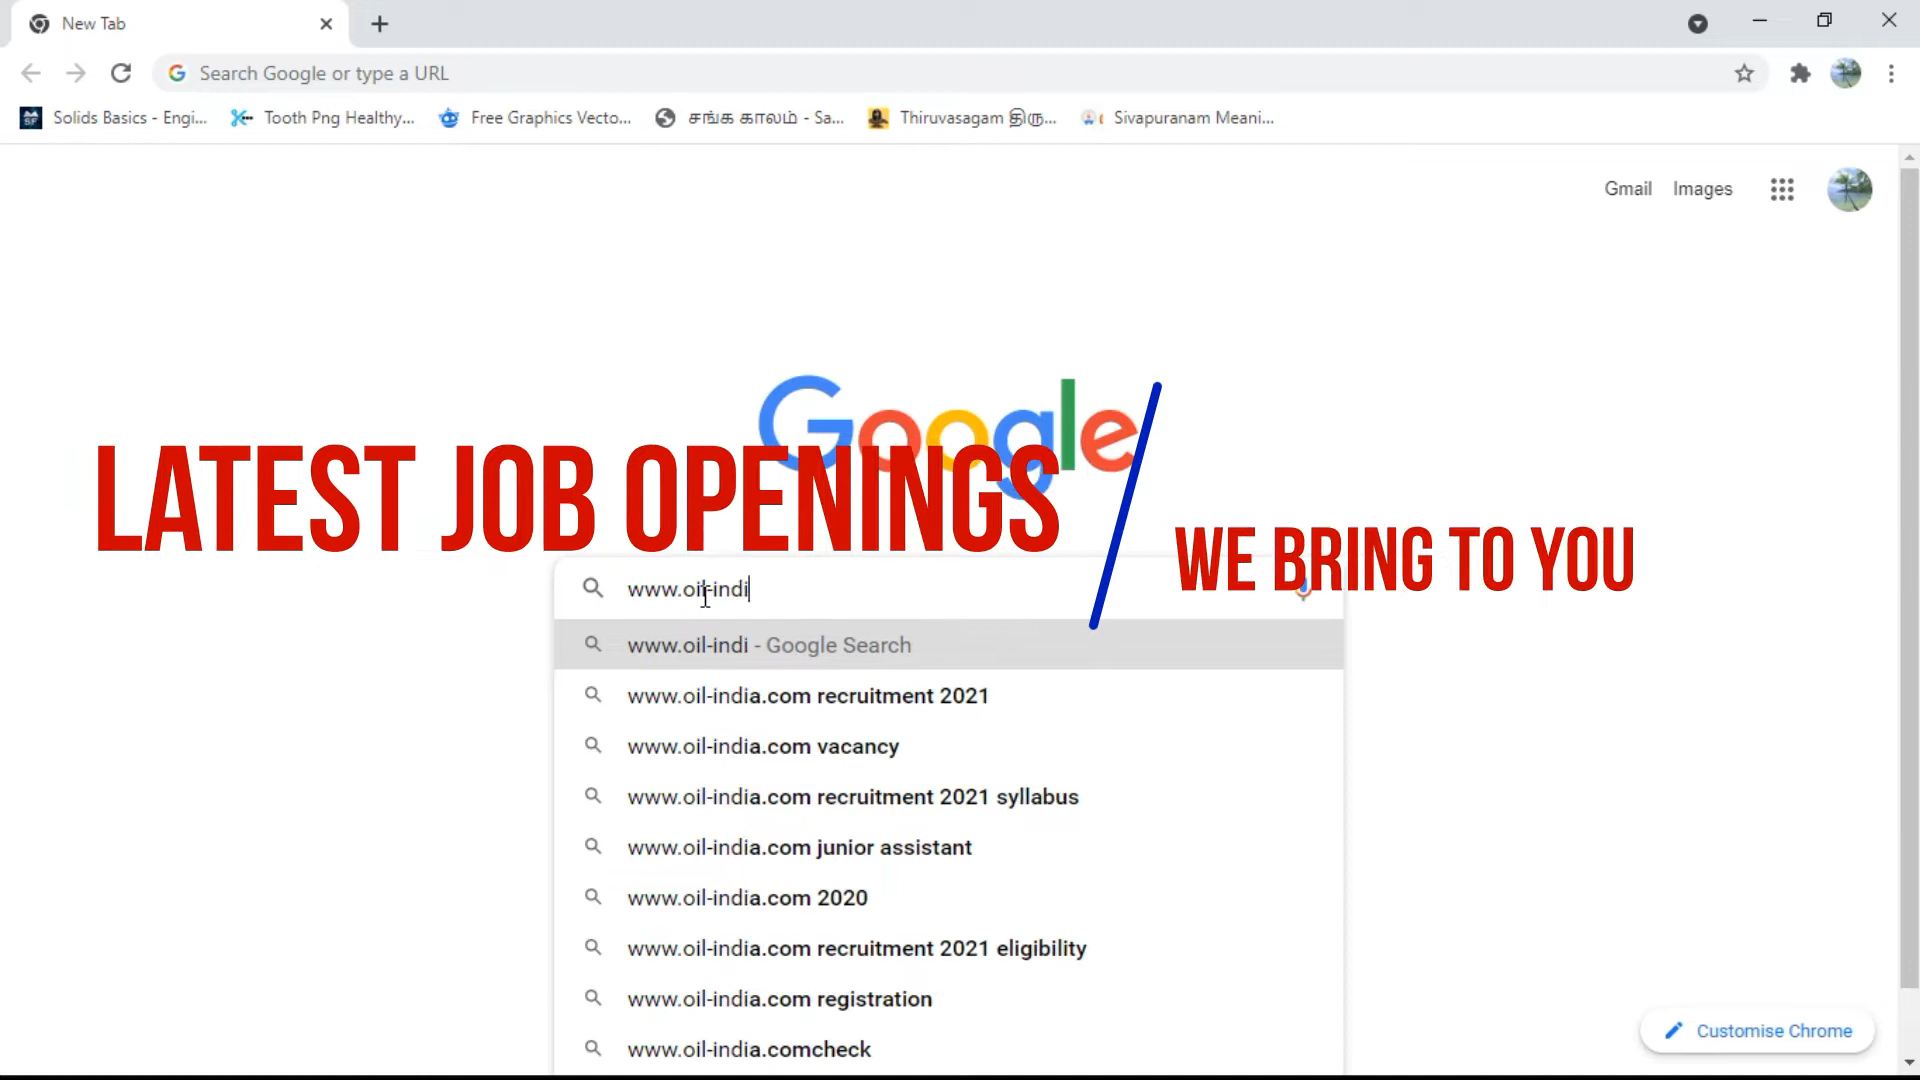 New Tab
Search Google or type a URL
Solids Basics - Engi... Tooth Png Healthy... Free Graphics Vecto... சங்க காலம் - Sa... Thiruvasagam திரு... Sivapuranam Meani...
Gmail Images
Google
LATEST JOB OPENINGS
WE BRING TO YOU
www.oil-indi
www.oil-indi - Google Search
www.oil-india.com recruitment 2021
www.oil-india.com vacancy
www.oil-india.com recruitment 2021 syllabus
www.oil-india.com junior assistant
www.oil-india.com 2020
www.oil-india.com recruitment 2021 eligibility
www.oil-india.com registration
www.oil-india.comcheck
Customise Chrome